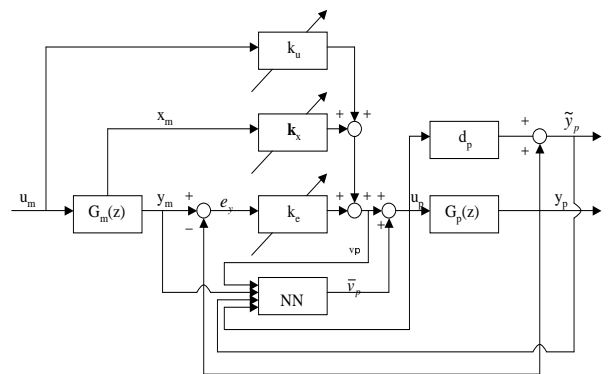 k_u
+ +
x_m
k_x
+ +
d_p
+
ỹ_p
+
u_m
G_m(z)
y_m
+
e_y
−
k_e
+ + +
u_p
+
G_p(z)
y_p
vp
NN
v̄_p